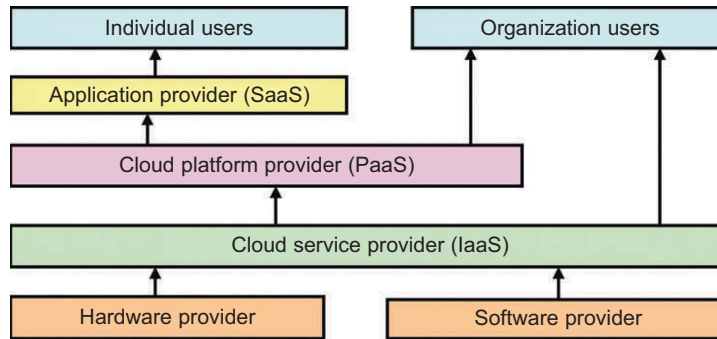 Individual users
Organization users
Application provider (SaaS)
Cloud platform provider (PaaS)
Cloud service provider (IaaS)
Hardware provider
Software provider